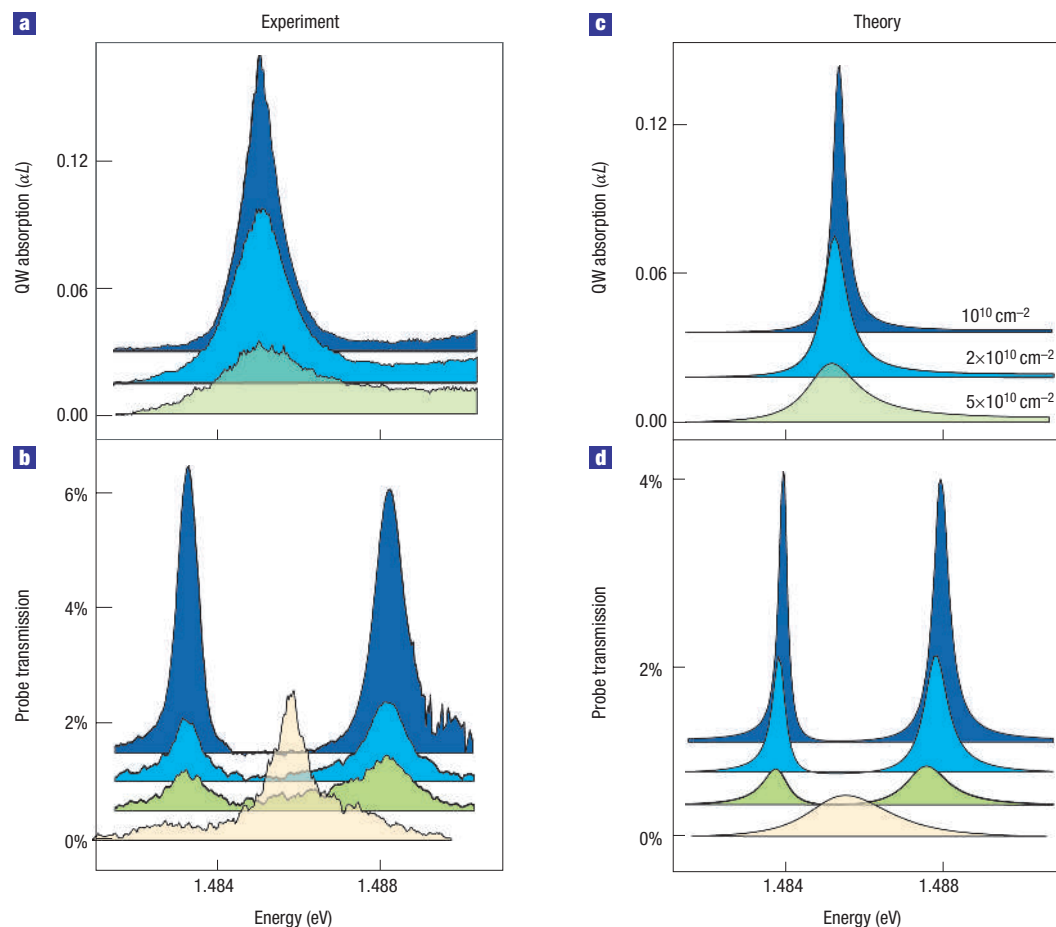 a
Experiment
QW absorption (αL)
0.12
0.06
0.00
c
Theory
QW absorption (αL)
0.12
0.06
0.00
10¹⁰ cm⁻²
2×10¹⁰ cm⁻²
5×10¹⁰ cm⁻²
b
Probe transmission
6%
4%
2%
0%
1.484
1.488
Energy (eV)
d
Probe transmission
4%
2%
0%
1.484
1.488
Energy (eV)